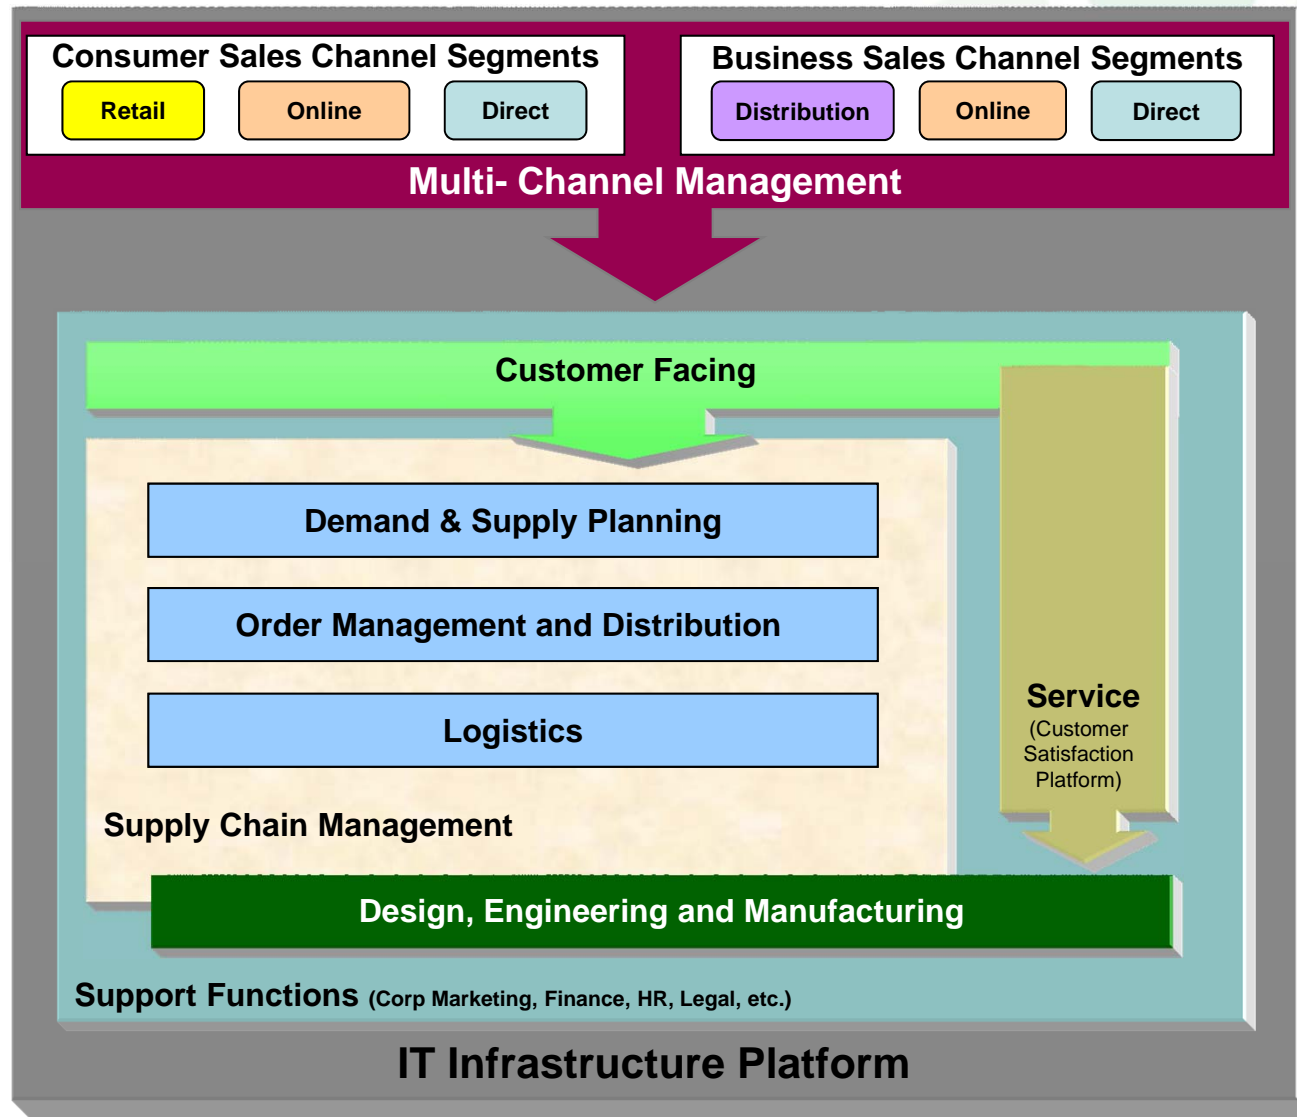 Consumer Sales Channel Segments
Retail
Online
Direct
Business Sales Channel Segments
Distribution
Online
Direct
Multi- Channel Management
Customer Facing
Demand & Supply Planning
Order Management and Distribution
Logistics
Supply Chain Management
Service
(Customer
Satisfaction
Platform)
Design, Engineering and Manufacturing
Support Functions (Corp Marketing, Finance, HR, Legal, etc.)
IT Infrastructure Platform